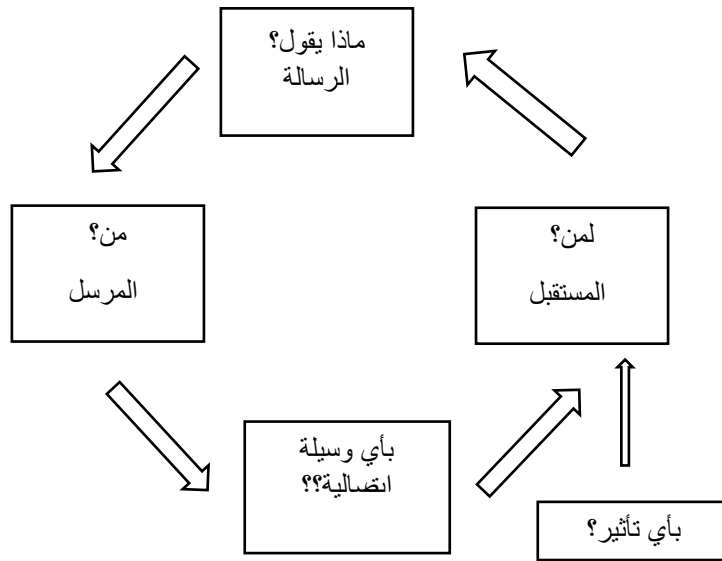 ماذا يقول؟
الرسالة
من؟
المرسل
لمن؟
المستقبل
بأي وسيلة
اتصالية؟؟
بأي تأثير؟